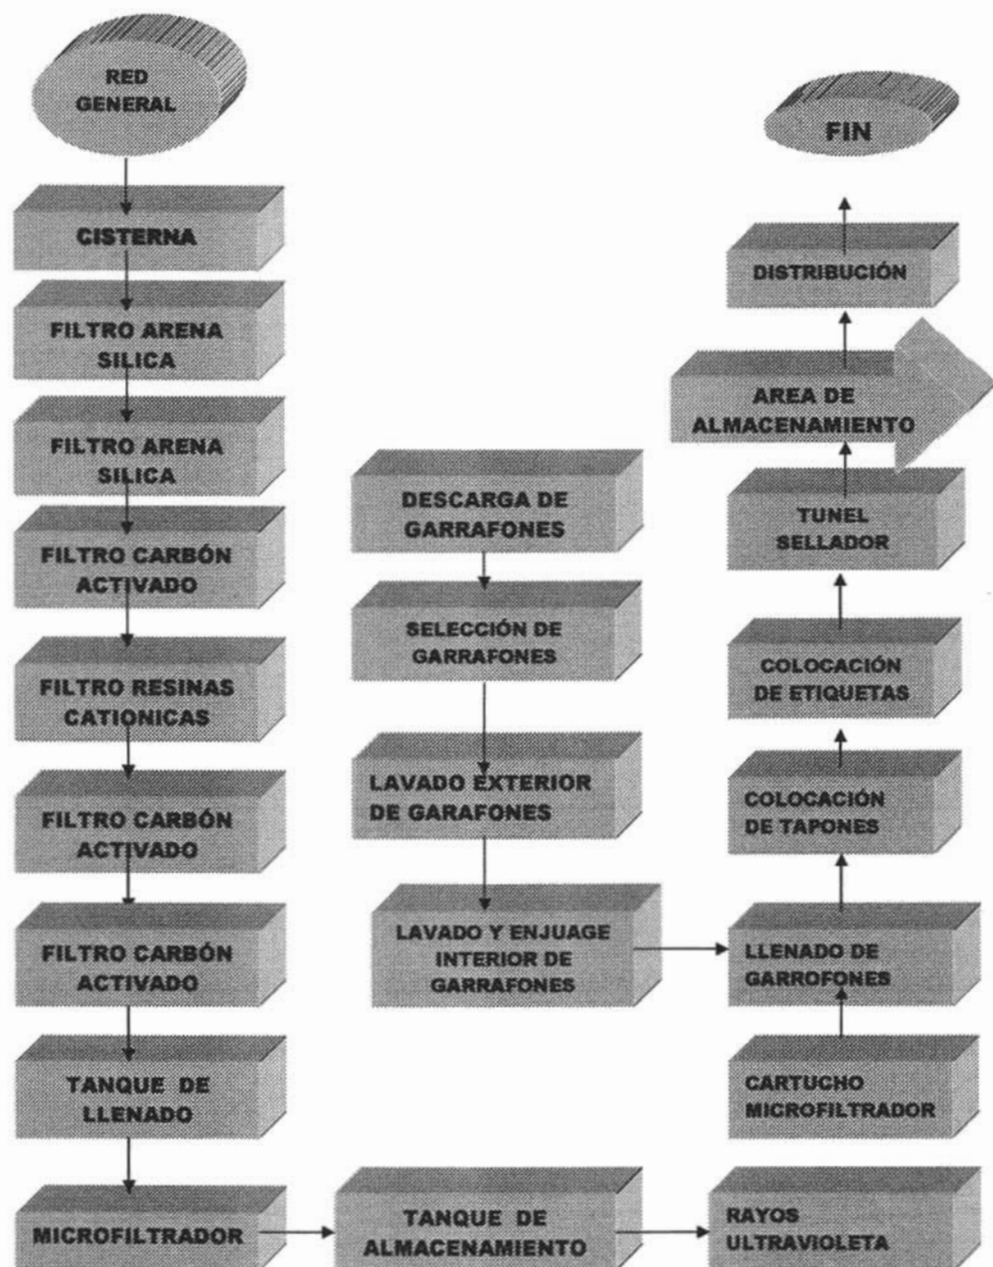 RED
GENERAL
CISTERNA
FILTRO ARENA
SILICA
FILTRO ARENA
SILICA
FILTRO CARBÓN
ACTIVADO
FILTRO RESINAS
CATIONICAS
FILTRO CARBÓN
ACTIVADO
FILTRO CARBÓN
ACTIVADO
TANQUE DE
LLENADO
MICROFILTRADOR
TANQUE DE
ALMACENAMIENTO
RAYOS
ULTRAVIOLETA
CARTUCHO
MICROFILTRADOR
DESCARGA DE
GARRAFONES
SELECCIÓN DE
GARRAFONES
LAVADO EXTERIOR
DE GARAFONES
LAVADO Y ENJUAGE
INTERIOR DE
GARRAFONES
LLENADO DE
GARROFONES
COLOCACIÓN
DE TAPONES
COLOCACIÓN
DE ETIQUETAS
TUNEL
SELLADOR
AREA DE
ALMACENAMIENTO
DISTRIBUCIÓN
FIN